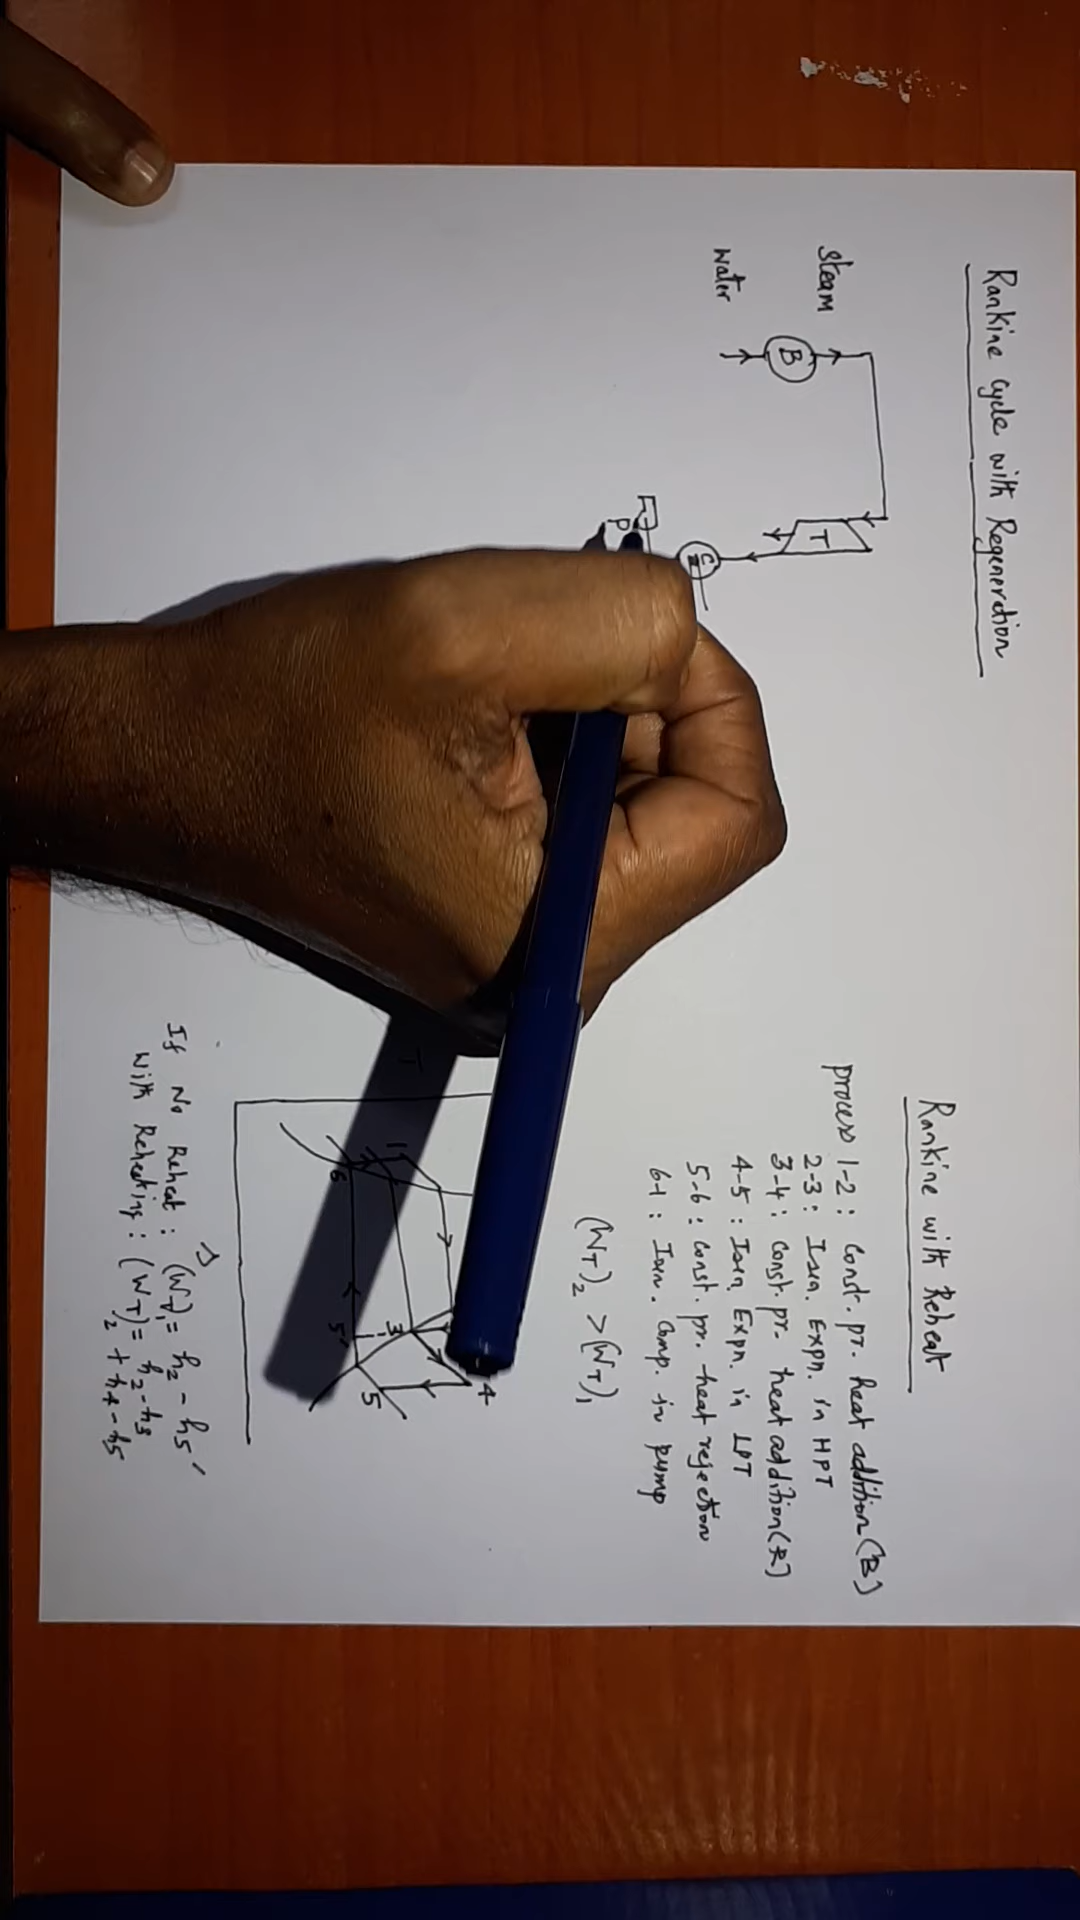 Rankine Cycle with Regeneration
Steam
Water
B
T
C
P
Rankine with Reheat
process 1-2 : Const. pr. heat addition (B)
2-3 : Isen. Expn. in HPT
3-4 : Const. pr. heat addition (R)
4-5 : Isen. Expn. in LPT
5-6 : Const. pr. heat rejection
6-1 : Isen. Comp. in pump
(WT)2 > (WT)1
T
1
3
4
5
5'
6
If No Reheat : (WT)1 = h2 - h5'
With Reheating : (WT)2 = h2 - h3 + h4 - h5